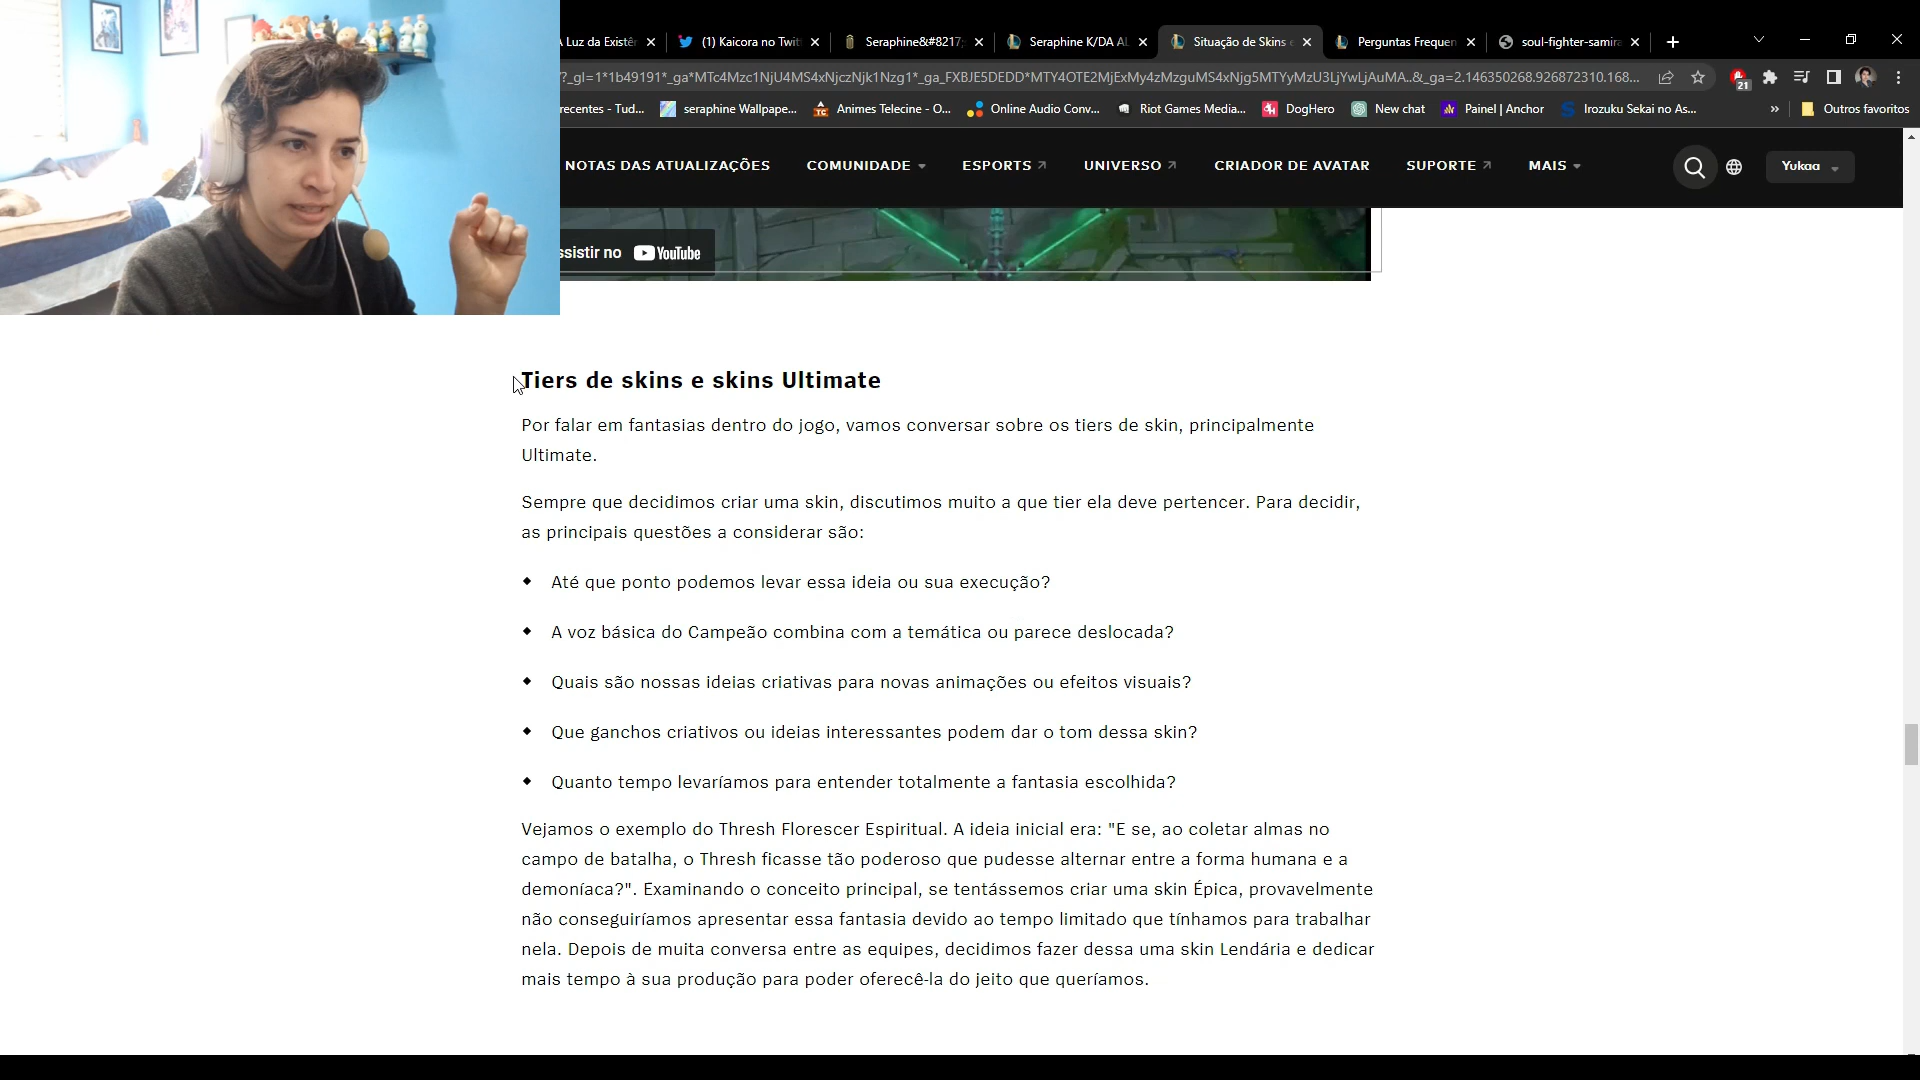 A Luz da Existê
(1) Kaicora no Twit
Seraphine&#8217;
Seraphine K/DA AL
Situação de Skins e
Perguntas Frequen
soul-fighter-samira
?_gl=1*1b49191*_ga*MTc4Mzc1NjU4MS4xNjczNjk1Nzg1*_ga_FXBJE5DEDD*MTY4OTE2MjExMy4zMzguMS4xNjg5MTYyMzU3LjYwLjAuMA..&_ga=2.146350268.926872310.168...
21
recentes - Tud...
seraphine Wallpape...
Animes Telecine - O...
Online Audio Conv...
Riot Games Media...
DogHero
New chat
Painel | Anchor
Irozuku Sekai no As...
»
Outros favoritos
NOTAS DAS ATUALIZAÇÕES
COMUNIDADE
ESPORTS
UNIVERSO
CRIADOR DE AVATAR
SUPORTE
MAIS
Yukaa
ssistir no YouTube
Tiers de skins e skins Ultimate
Por falar em fantasias dentro do jogo, vamos conversar sobre os tiers de skin, principalmente
Ultimate.
Sempre que decidimos criar uma skin, discutimos muito a que tier ela deve pertencer. Para decidir,
as principais questões a considerar são:
Até que ponto podemos levar essa ideia ou sua execução?
A voz básica do Campeão combina com a temática ou parece deslocada?
Quais são nossas ideias criativas para novas animações ou efeitos visuais?
Que ganchos criativos ou ideias interessantes podem dar o tom dessa skin?
Quanto tempo levaríamos para entender totalmente a fantasia escolhida?
Vejamos o exemplo do Thresh Florescer Espiritual. A ideia inicial era: "E se, ao coletar almas no
campo de batalha, o Thresh ficasse tão poderoso que pudesse alternar entre a forma humana e a
demoníaca?". Examinando o conceito principal, se tentássemos criar uma skin Épica, provavelmente
não conseguiríamos apresentar essa fantasia devido ao tempo limitado que tínhamos para trabalhar
nela. Depois de muita conversa entre as equipes, decidimos fazer dessa uma skin Lendária e dedicar
mais tempo à sua produção para poder oferecê-la do jeito que queríamos.